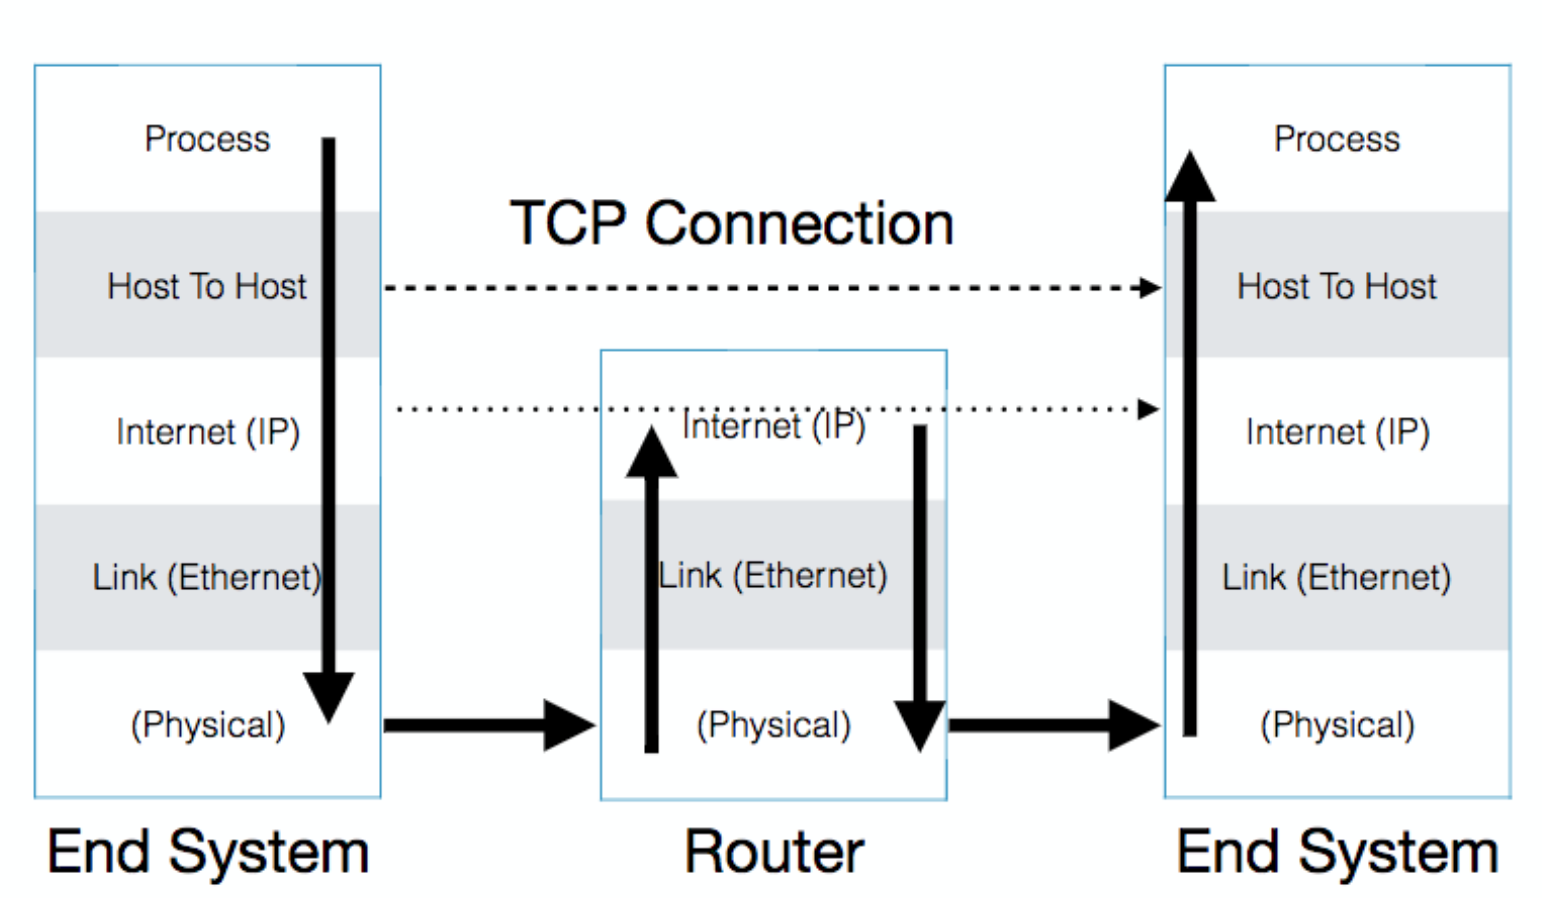 Process
Host To Host
Internet (IP)
Link (Ethernet)
(Physical)
End System
TCP Connection
Internet (IP)
Link (Ethernet)
(Physical)
Router
Process
Host To Host
Internet (IP)
Link (Ethernet)
(Physical)
End System